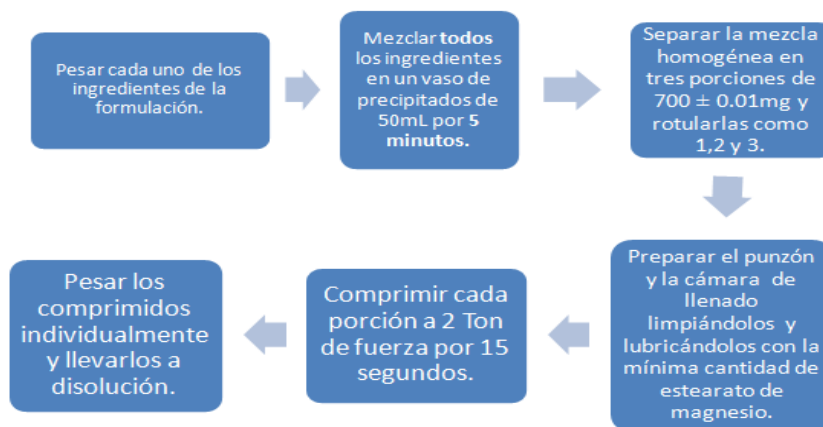 Pesar cada uno de los
ingredientes de la
formulación.
Mezclar todos
los ingredientes
en un vaso de
precipitados de
50mL por 5
minutos.
Separar la mezcla
homogénea en
tres porciones de
700 ± 0.01mg y
rotularlas como
1,2 y 3.
Preparar el punzón
y la cámara de
llenado
limpiándolos y
lubricándolos con la
mínima cantidad de
estearato de
magnesio.
Comprimir cada
porción a 2 Ton
de fuerza por 15
segundos.
Pesar los
comprimidos
individualmente
y llevarlos a
disolución.